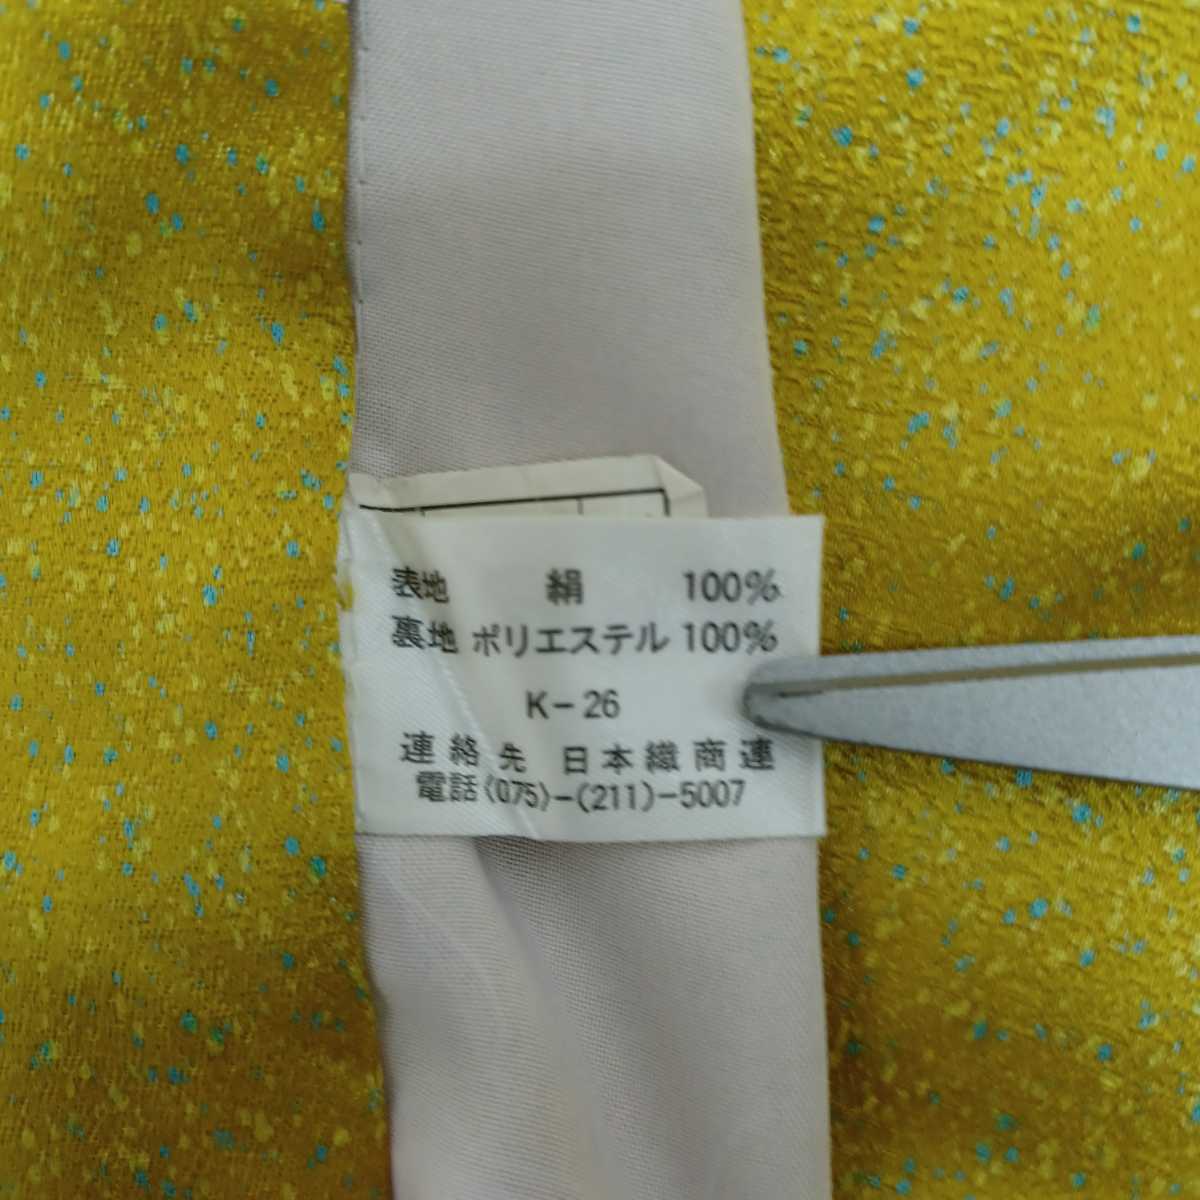 表地 絹 100%
裏地 ポリエステル 100%
K-26
連絡先 日本織商連
電話(075)-(211)-5007